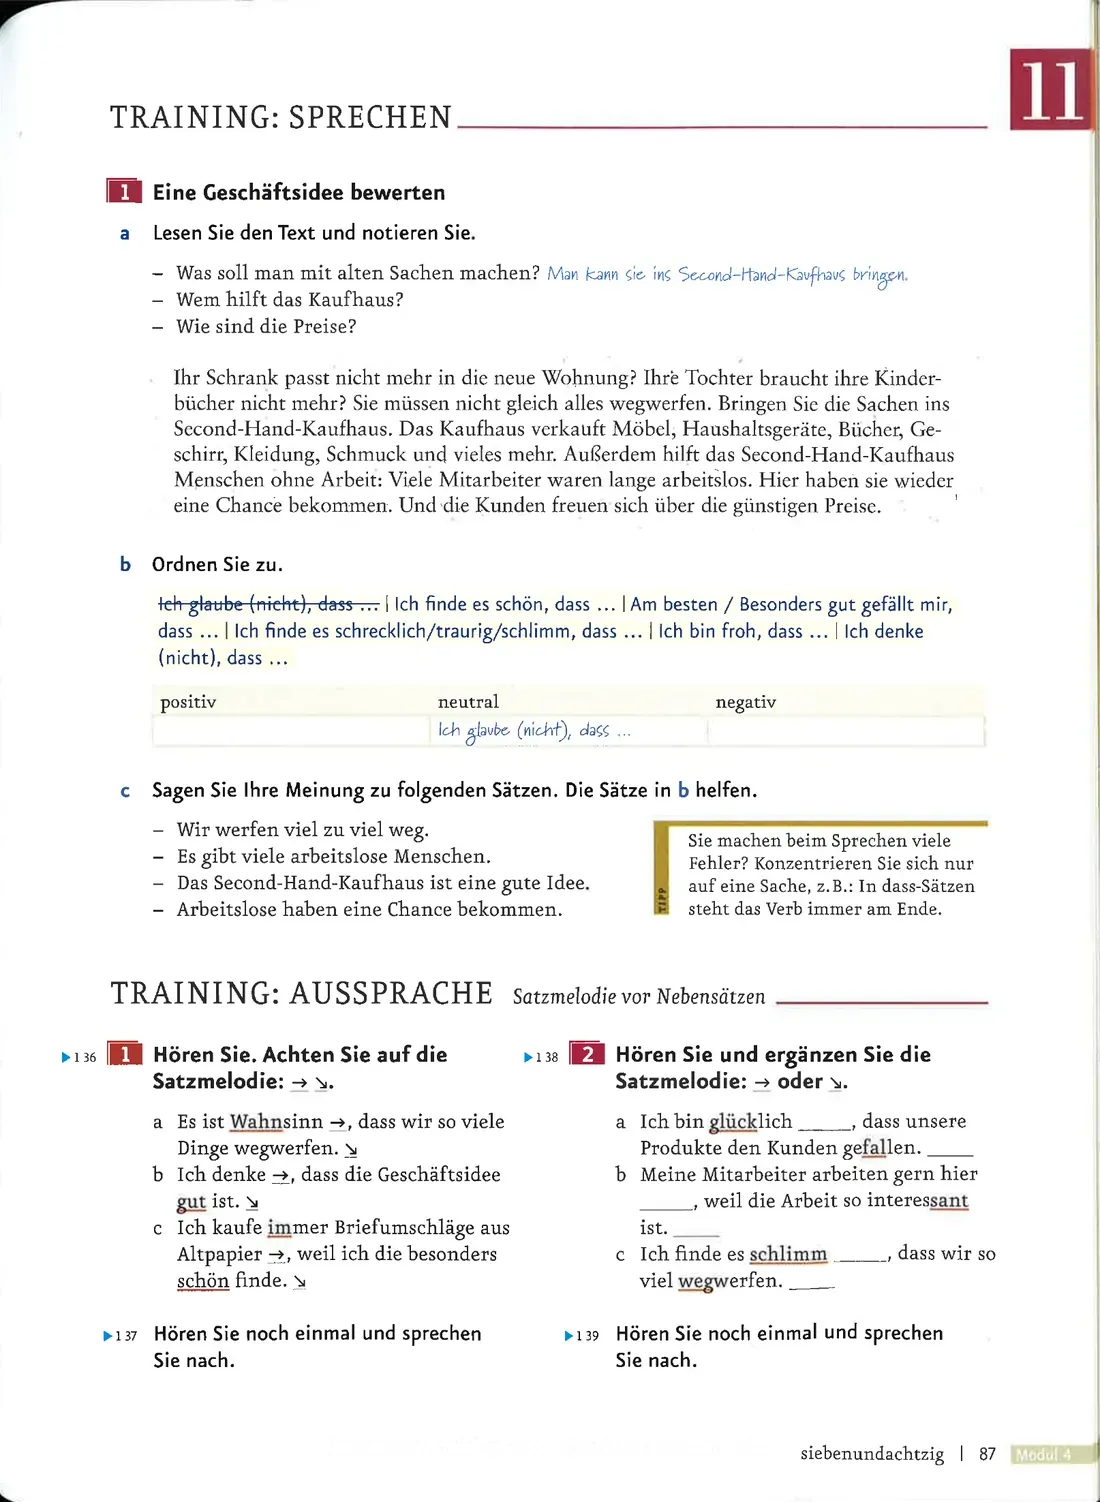 11
TRAINING: SPRECHEN
1 Eine Geschäftsidee bewerten
a Lesen Sie den Text und notieren Sie.
– Was soll man mit alten Sachen machen? Man kann sie ins Second-Hand-Kaufhaus bringen.
– Wem hilft das Kaufhaus?
– Wie sind die Preise?
Ihr Schrank passt nicht mehr in die neue Wohnung? Ihre Tochter braucht ihre Kinder-
bücher nicht mehr? Sie müssen nicht gleich alles wegwerfen. Bringen Sie die Sachen ins
Second-Hand-Kaufhaus. Das Kaufhaus verkauft Möbel, Haushaltsgeräte, Bücher, Ge-
schirr, Kleidung, Schmuck und vieles mehr. Außerdem hilft das Second-Hand-Kaufhaus
Menschen ohne Arbeit: Viele Mitarbeiter waren lange arbeitslos. Hier haben sie wieder
eine Chance bekommen. Und die Kunden freuen sich über die günstigen Preise.
b Ordnen Sie zu.
Ich glaube (nicht), dass ... | Ich finde es schön, dass ... | Am besten / Besonders gut gefällt mir,
dass ... | Ich finde es schrecklich/traurig/schlimm, dass ... | Ich bin froh, dass ... | Ich denke
(nicht), dass ...
positiv neutral negativ
Ich glaube (nicht), dass ...
c Sagen Sie Ihre Meinung zu folgenden Sätzen. Die Sätze in b helfen.
– Wir werfen viel zu viel weg.
– Es gibt viele arbeitslose Menschen.
– Das Second-Hand-Kaufhaus ist eine gute Idee.
– Arbeitslose haben eine Chance bekommen.
TIPP
Sie machen beim Sprechen viele
Fehler? Konzentrieren Sie sich nur
auf eine Sache, z.B.: In dass-Sätzen
steht das Verb immer am Ende.
TRAINING: AUSSPRACHE Satzmelodie vor Nebensätzen
▶ 1 36 1 Hören Sie. Achten Sie auf die
Satzmelodie: → ↘.
a Es ist Wahnsinn →, dass wir so viele
Dinge wegwerfen. ↘
b Ich denke →, dass die Geschäftsidee
gut ist. ↘
c Ich kaufe immer Briefumschläge aus
Altpapier →, weil ich die besonders
schön finde. ↘
▶ 1 37 Hören Sie noch einmal und sprechen
Sie nach.
▶ 1 38 2 Hören Sie und ergänzen Sie die
Satzmelodie: → oder ↘.
a Ich bin glücklich _____, dass unsere
Produkte den Kunden gefallen. _____
b Meine Mitarbeiter arbeiten gern hier
_____, weil die Arbeit so interessant
ist. _____
c Ich finde es schlimm _____, dass wir so
viel wegwerfen. _____
▶ 1 39 Hören Sie noch einmal und sprechen
Sie nach.
siebenundachtzig | 87 Modul 4